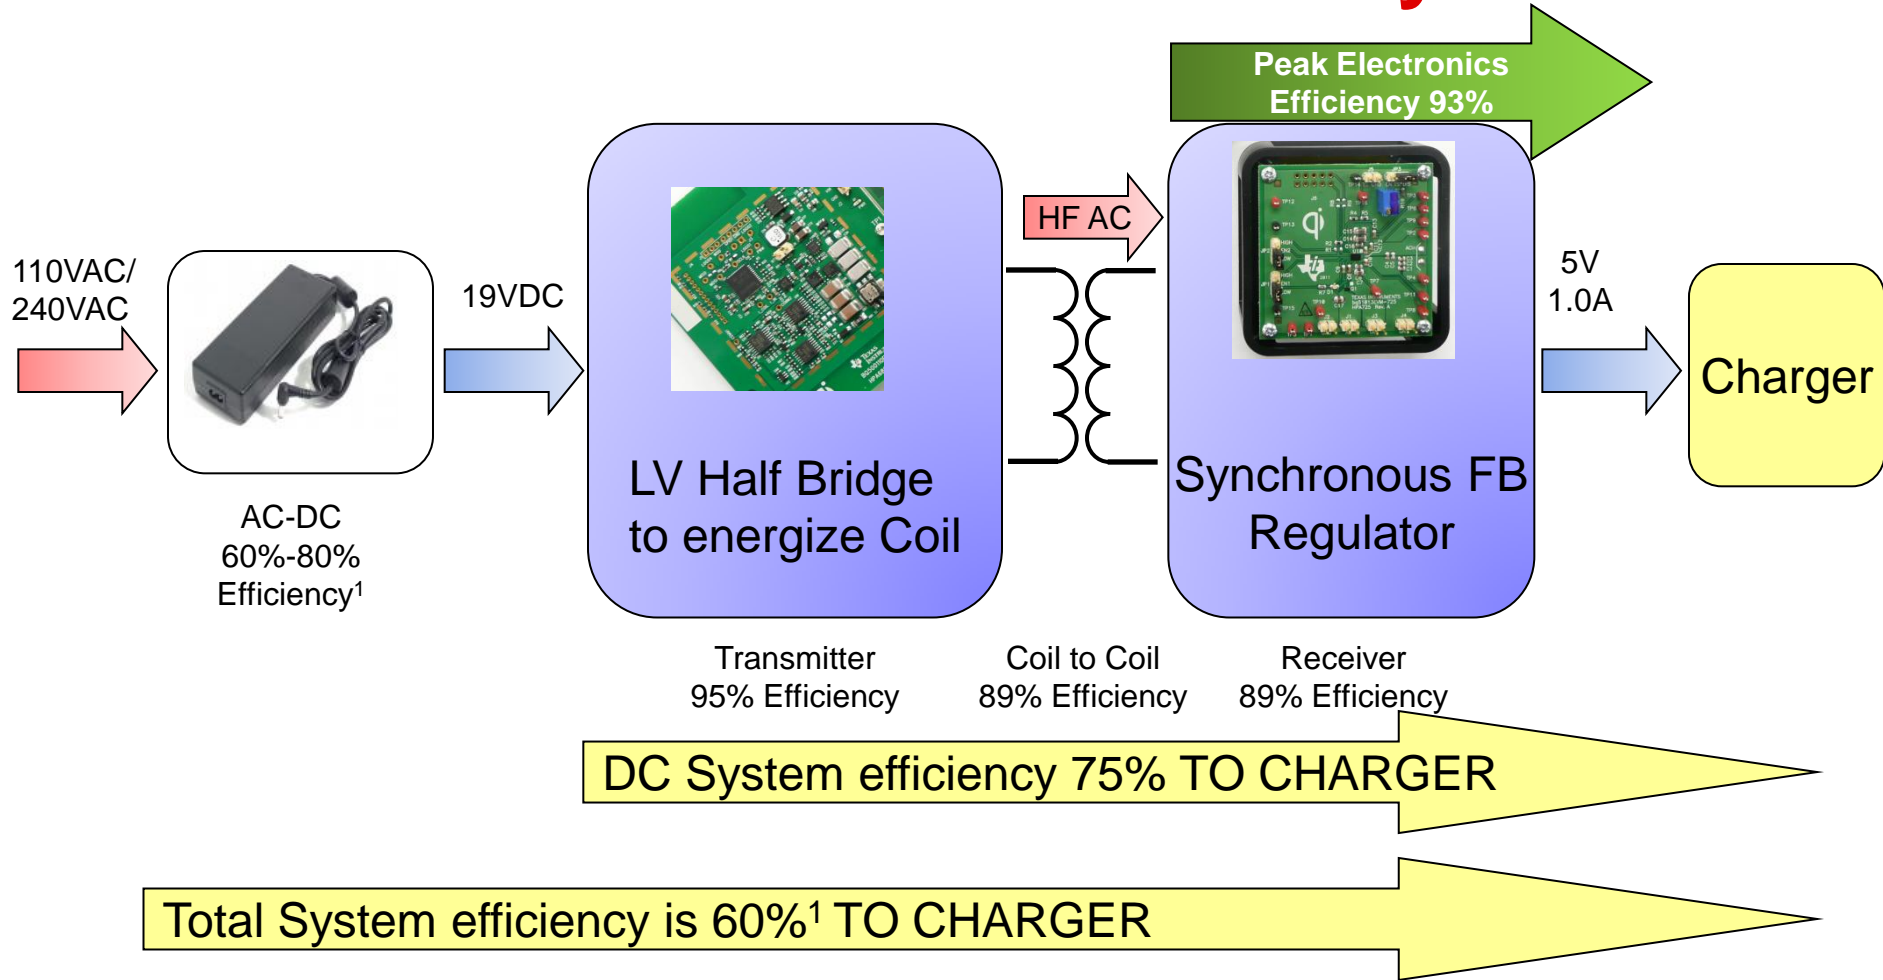 Peak Electronics
Efficiency 93%
HF AC
110VAC/
240VAC
19VDC
5V
1.0A
Charger
LV Half Bridge
to energize Coil
Synchronous FB
Regulator
AC-DC
60%-80%
Efficiency¹
Transmitter
95% Efficiency
Coil to Coil
89% Efficiency
Receiver
89% Efficiency
DC System efficiency 75% TO CHARGER
Total System efficiency is 60%¹ TO CHARGER